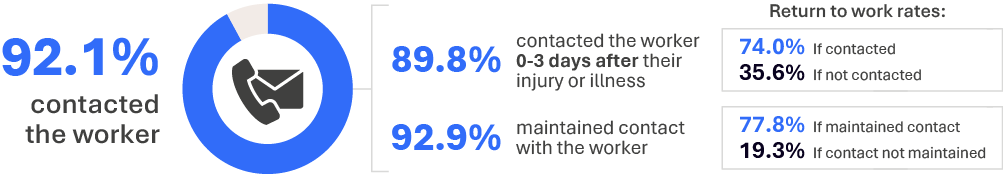 92.1%
contacted
the worker
89.8%
contacted the worker
0-3 days after their
injury or illness
92.9%
maintained contact
with the worker
Return to work rates:
74.0% If contacted
35.6% If not contacted
77.8% If maintained contact
19.3% If contact not maintained